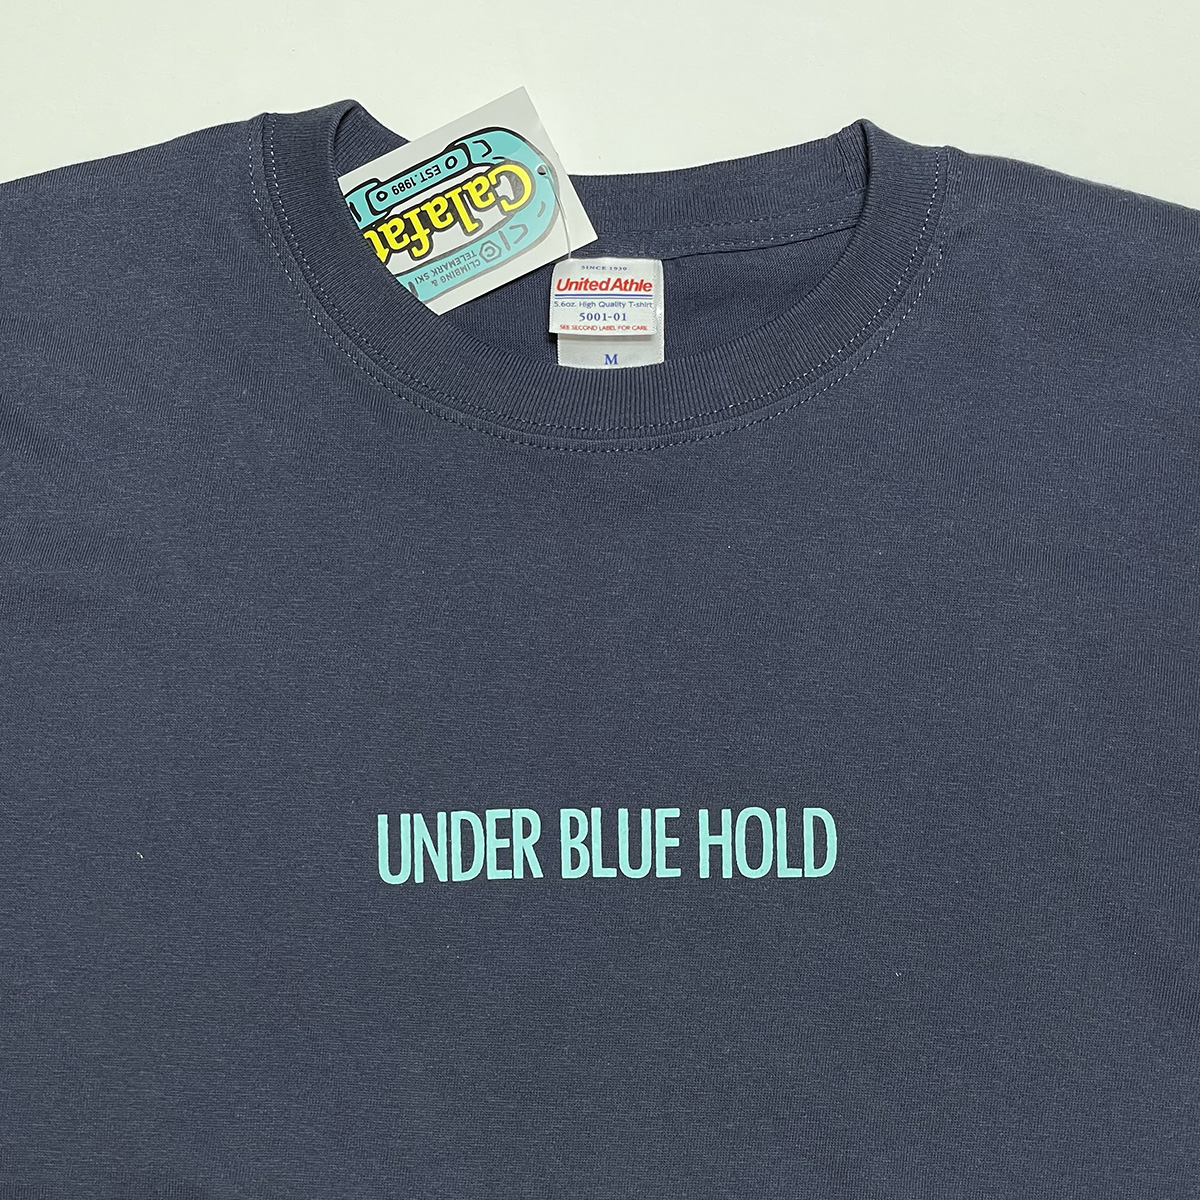 Calafat
EST.1989
CLIMBING &
TELEMARK SKI
C
SINCE 1930
United Athle
5.6oz. High Quality T-shirt
5001-01
SEE SECOND LABEL FOR CARE
M
UNDER BLUE HOLD